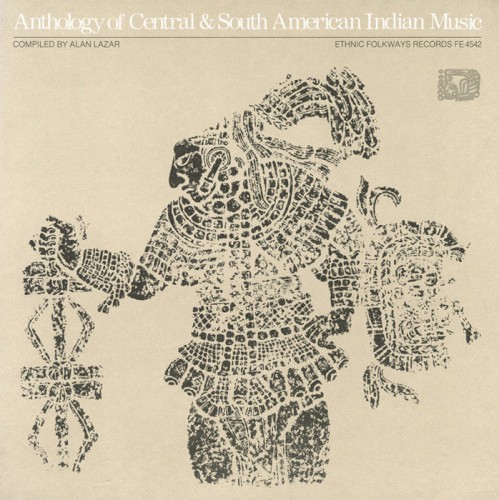 Anthology of Central & South American Indian Music
COMPILED BY ALAN LAZAR ETHNIC FOLKWAYS RECORDS FE 4542